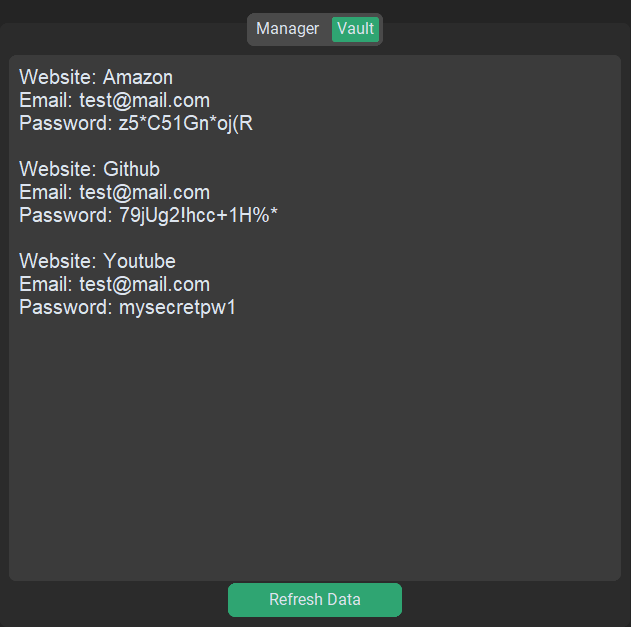 Manager Vault
Website: Amazon
Email: test@mail.com
Password: z5*C51Gn*oj(R
Website: Github
Email: test@mail.com
Password: 79jUg2!hcc+1H%*
Website: Youtube
Email: test@mail.com
Password: mysecretpw1
Refresh Data